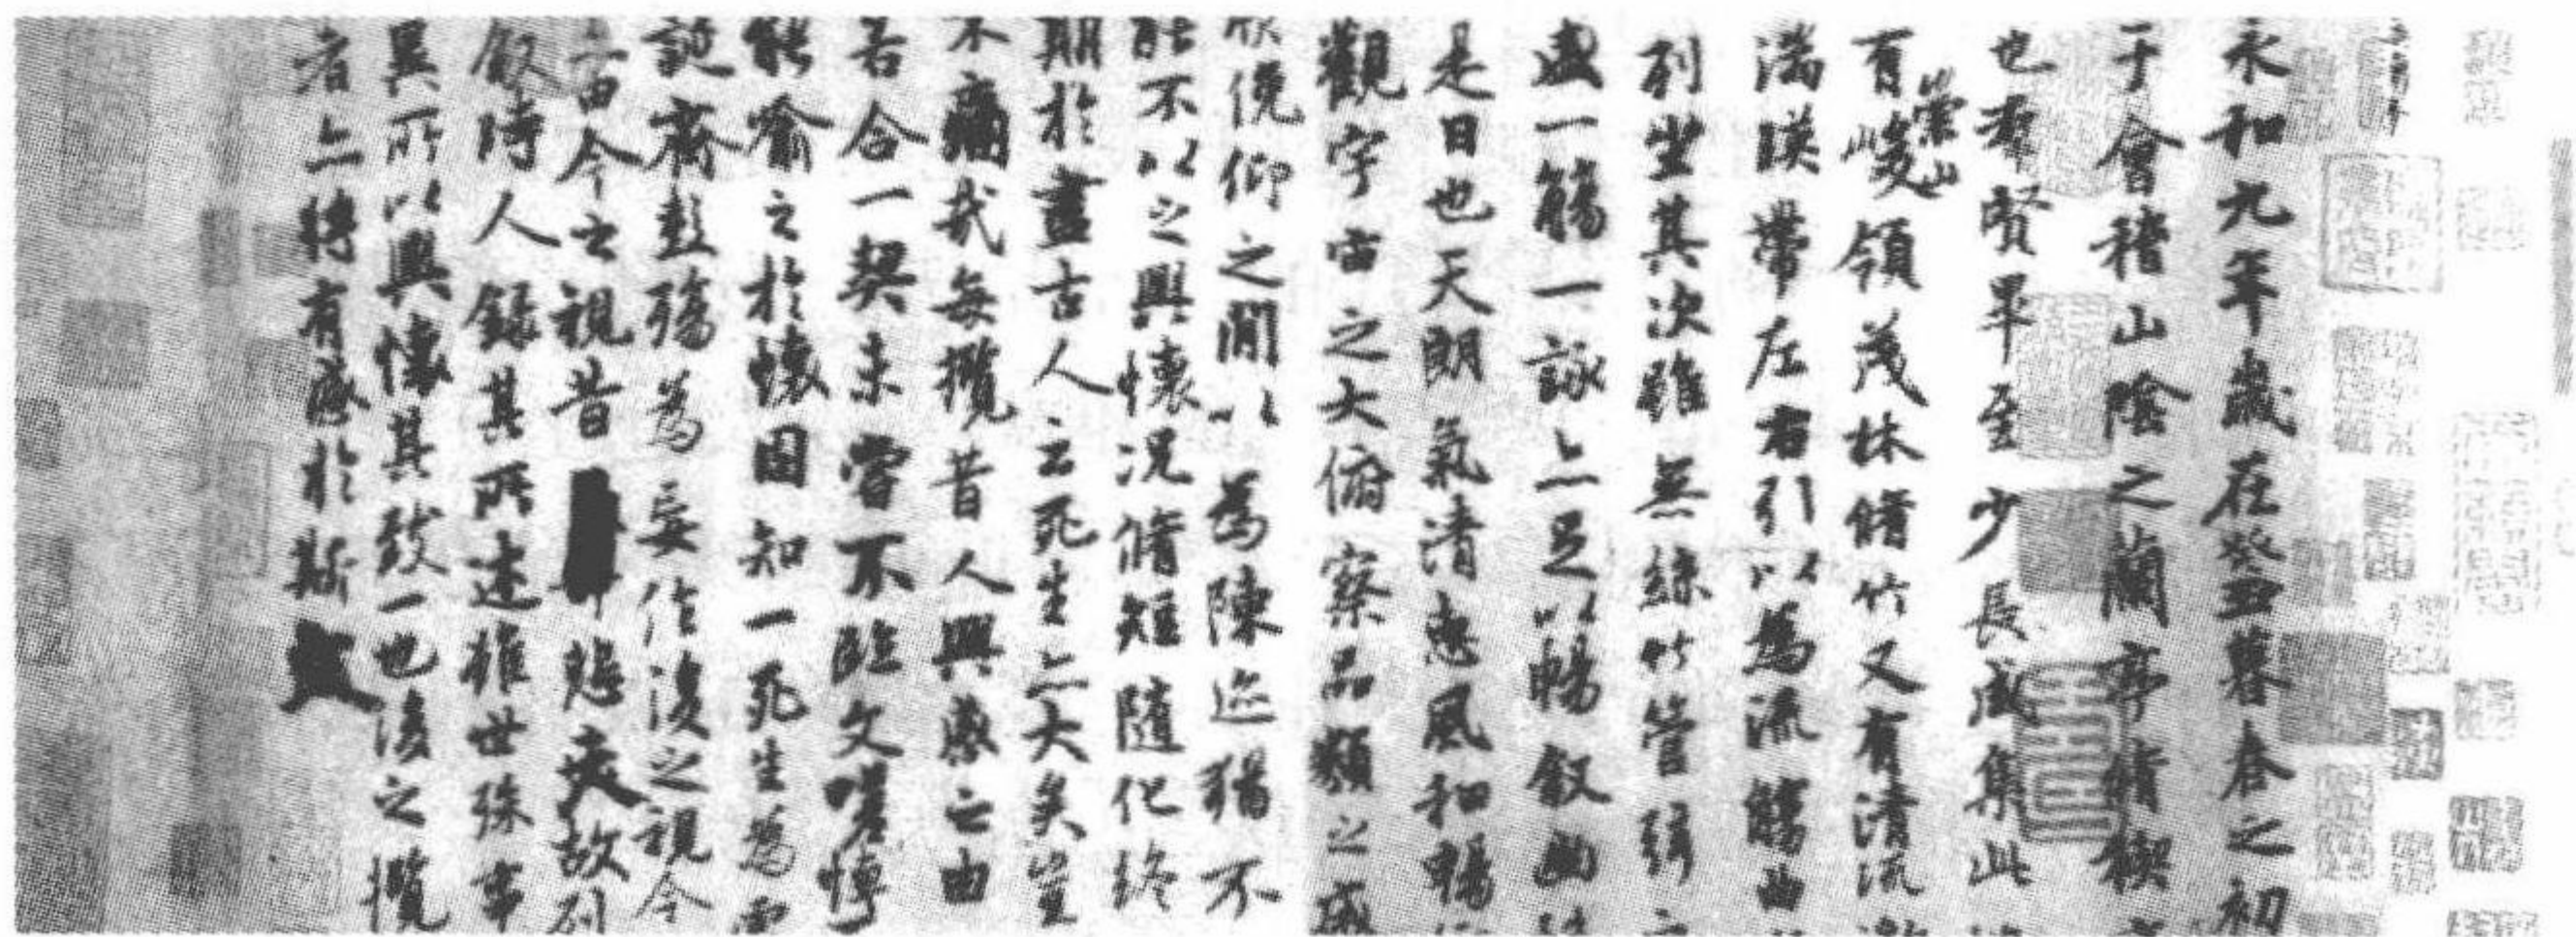 永和九年歲在癸丑暮春之初
于會稽山陰之蘭亭脩禊
也羣賢畢至少長咸集此
有崇山峻領茂林脩竹又有清流激
湍暎帶左右引以為流觴曲
列坐其次雖無絲竹管絃之
盛一觴一詠亦足以暢敘幽
是日也天朗氣清惠風和暢
觀宇宙之大俯察品類之盛
欣俛仰之閒以為陳迹猶不
能不以之興懷況脩短隨化終
期於盡古人云死生亦大矣豈
不痛哉每攬昔人興感之由
若合一契未嘗不臨文嗟悼
能喻之於懷固知一死生為虛
誕齊彭殤為妄作後之視今
亦由今之視昔悲夫故列
敘時人錄其所述雖世殊事
異所以興懷其致一也後之攬
者亦將有感於斯文